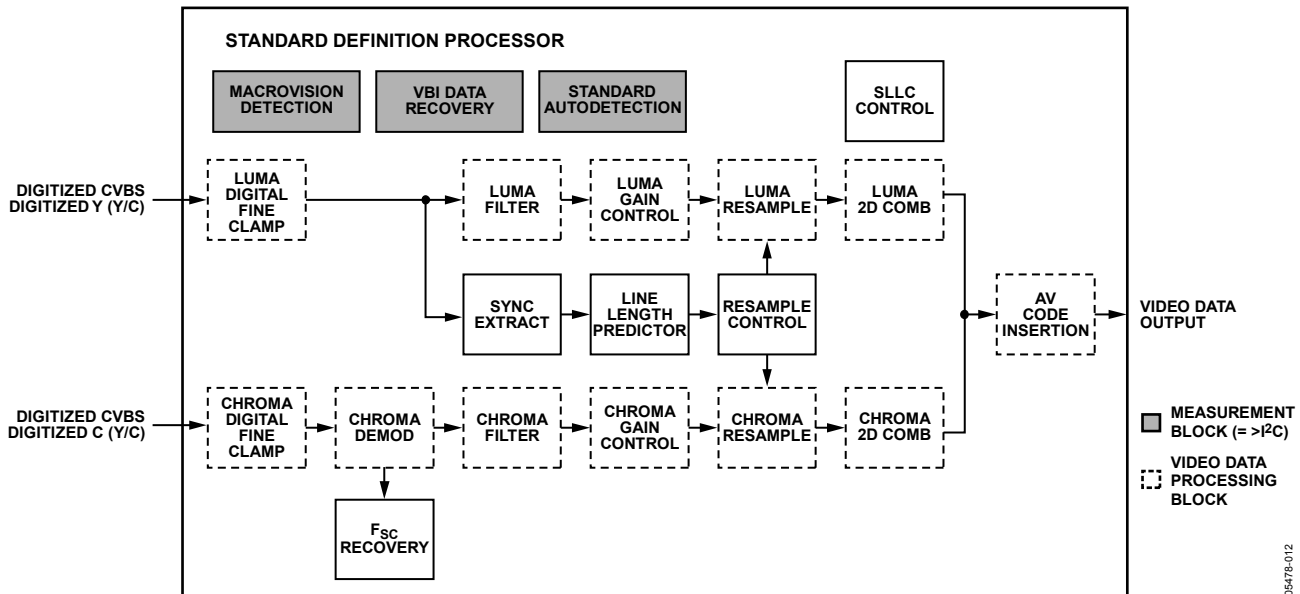 STANDARD DEFINITION PROCESSOR
MACROVISION
DETECTION
VBI DATA
RECOVERY
STANDARD
AUTODETECTION
SLLC
CONTROL
DIGITIZED CVBS
DIGITIZED Y (Y/C)
LUMA
DIGITAL
FINE
CLAMP
LUMA
FILTER
LUMA
GAIN
CONTROL
LUMA
RESAMPLE
LUMA
2D COMB
SYNC
EXTRACT
LINE
LENGTH
PREDICTOR
RESAMPLE
CONTROL
AV
CODE
INSERTION
VIDEO DATA
OUTPUT
DIGITIZED CVBS
DIGITIZED C (Y/C)
CHROMA
DIGITAL
FINE
CLAMP
CHROMA
DEMOD
CHROMA
FILTER
CHROMA
GAIN
CONTROL
CHROMA
RESAMPLE
CHROMA
2D COMB
FSC
RECOVERY
MEASUREMENT
BLOCK (= >I²C)
VIDEO DATA
PROCESSING
BLOCK
05478-012